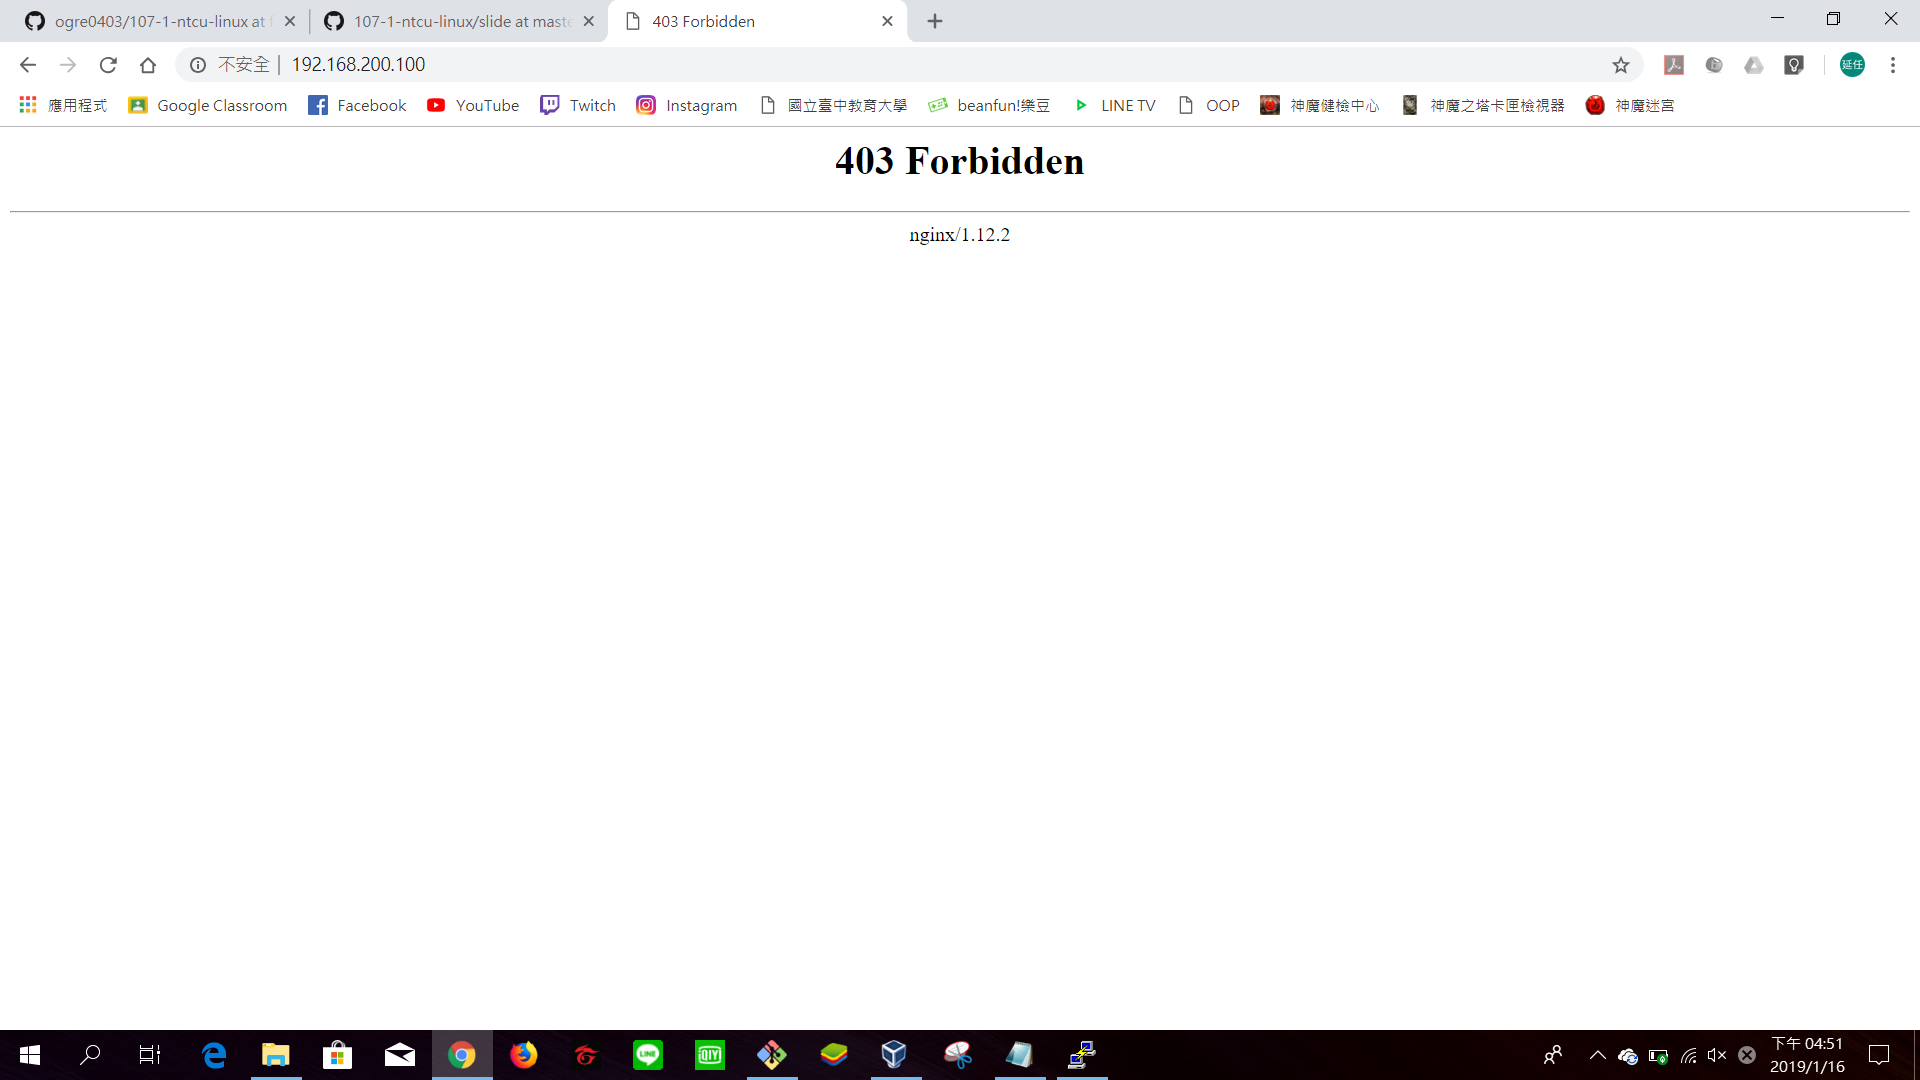 ogre0403/107-1-ntcu-linux at f
107-1-ntcu-linux/slide at maste
403 Forbidden
不安全 192.168.200.100
延任
應用程式 Google Classroom Facebook YouTube Twitch Instagram 國立臺中教育大學 beanfun!樂豆 LINE TV OOP 神魔健檢中心 神魔之塔卡匣檢視器 神魔迷宮
403 Forbidden
nginx/1.12.2
LINE
iQIY
下午 04:51
2019/1/16